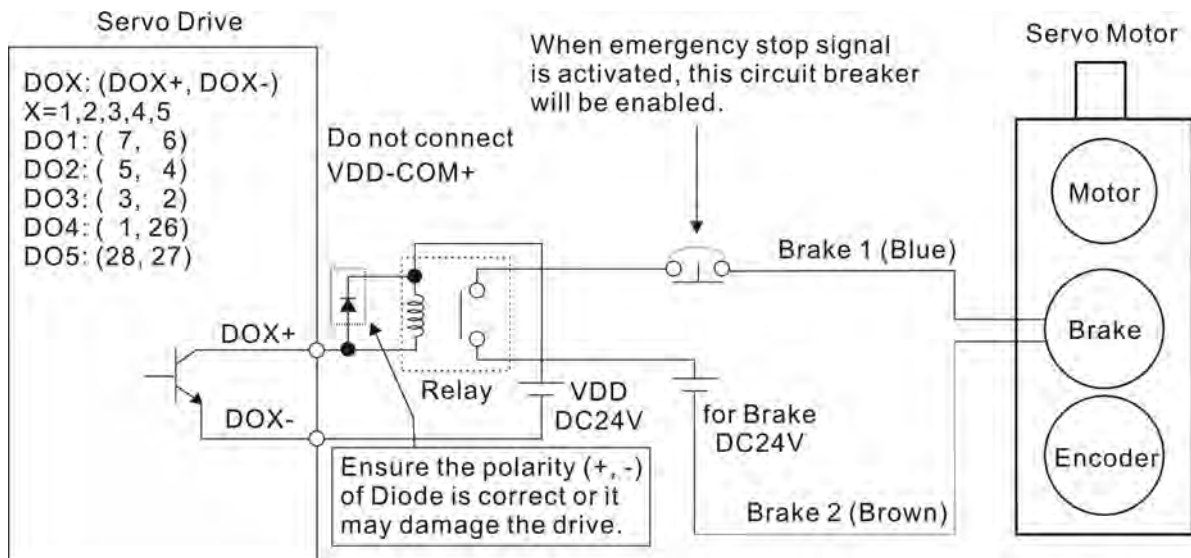 Servo Drive
DOX: (DOX+, DOX-)
X=1,2,3,4,5
DO1: ( 7, 6)
DO2: ( 5, 4)
DO3: ( 3, 2)
DO4: ( 1, 26)
DO5: (28, 27)
Do not connect
VDD-COM+
When emergency stop signal
is activated, this circuit breaker
will be enabled.
Servo Motor
Motor
Brake 1 (Blue)
Brake
DOX+
Relay
VDD
DC24V
for Brake
DC24V
DOX-
Encoder
Ensure the polarity (+, -)
of Diode is correct or it
may damage the drive.
Brake 2 (Brown)